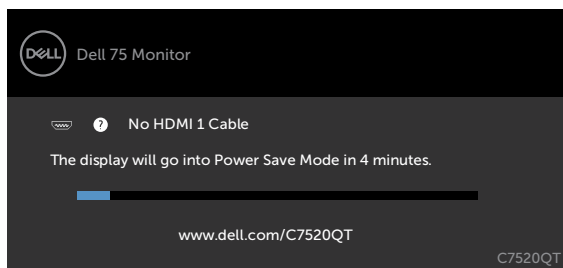 DELL
Dell 75 Monitor
? No HDMI 1 Cable
The display will go into Power Save Mode in 4 minutes.
www.dell.com/C7520QT
C7520QT